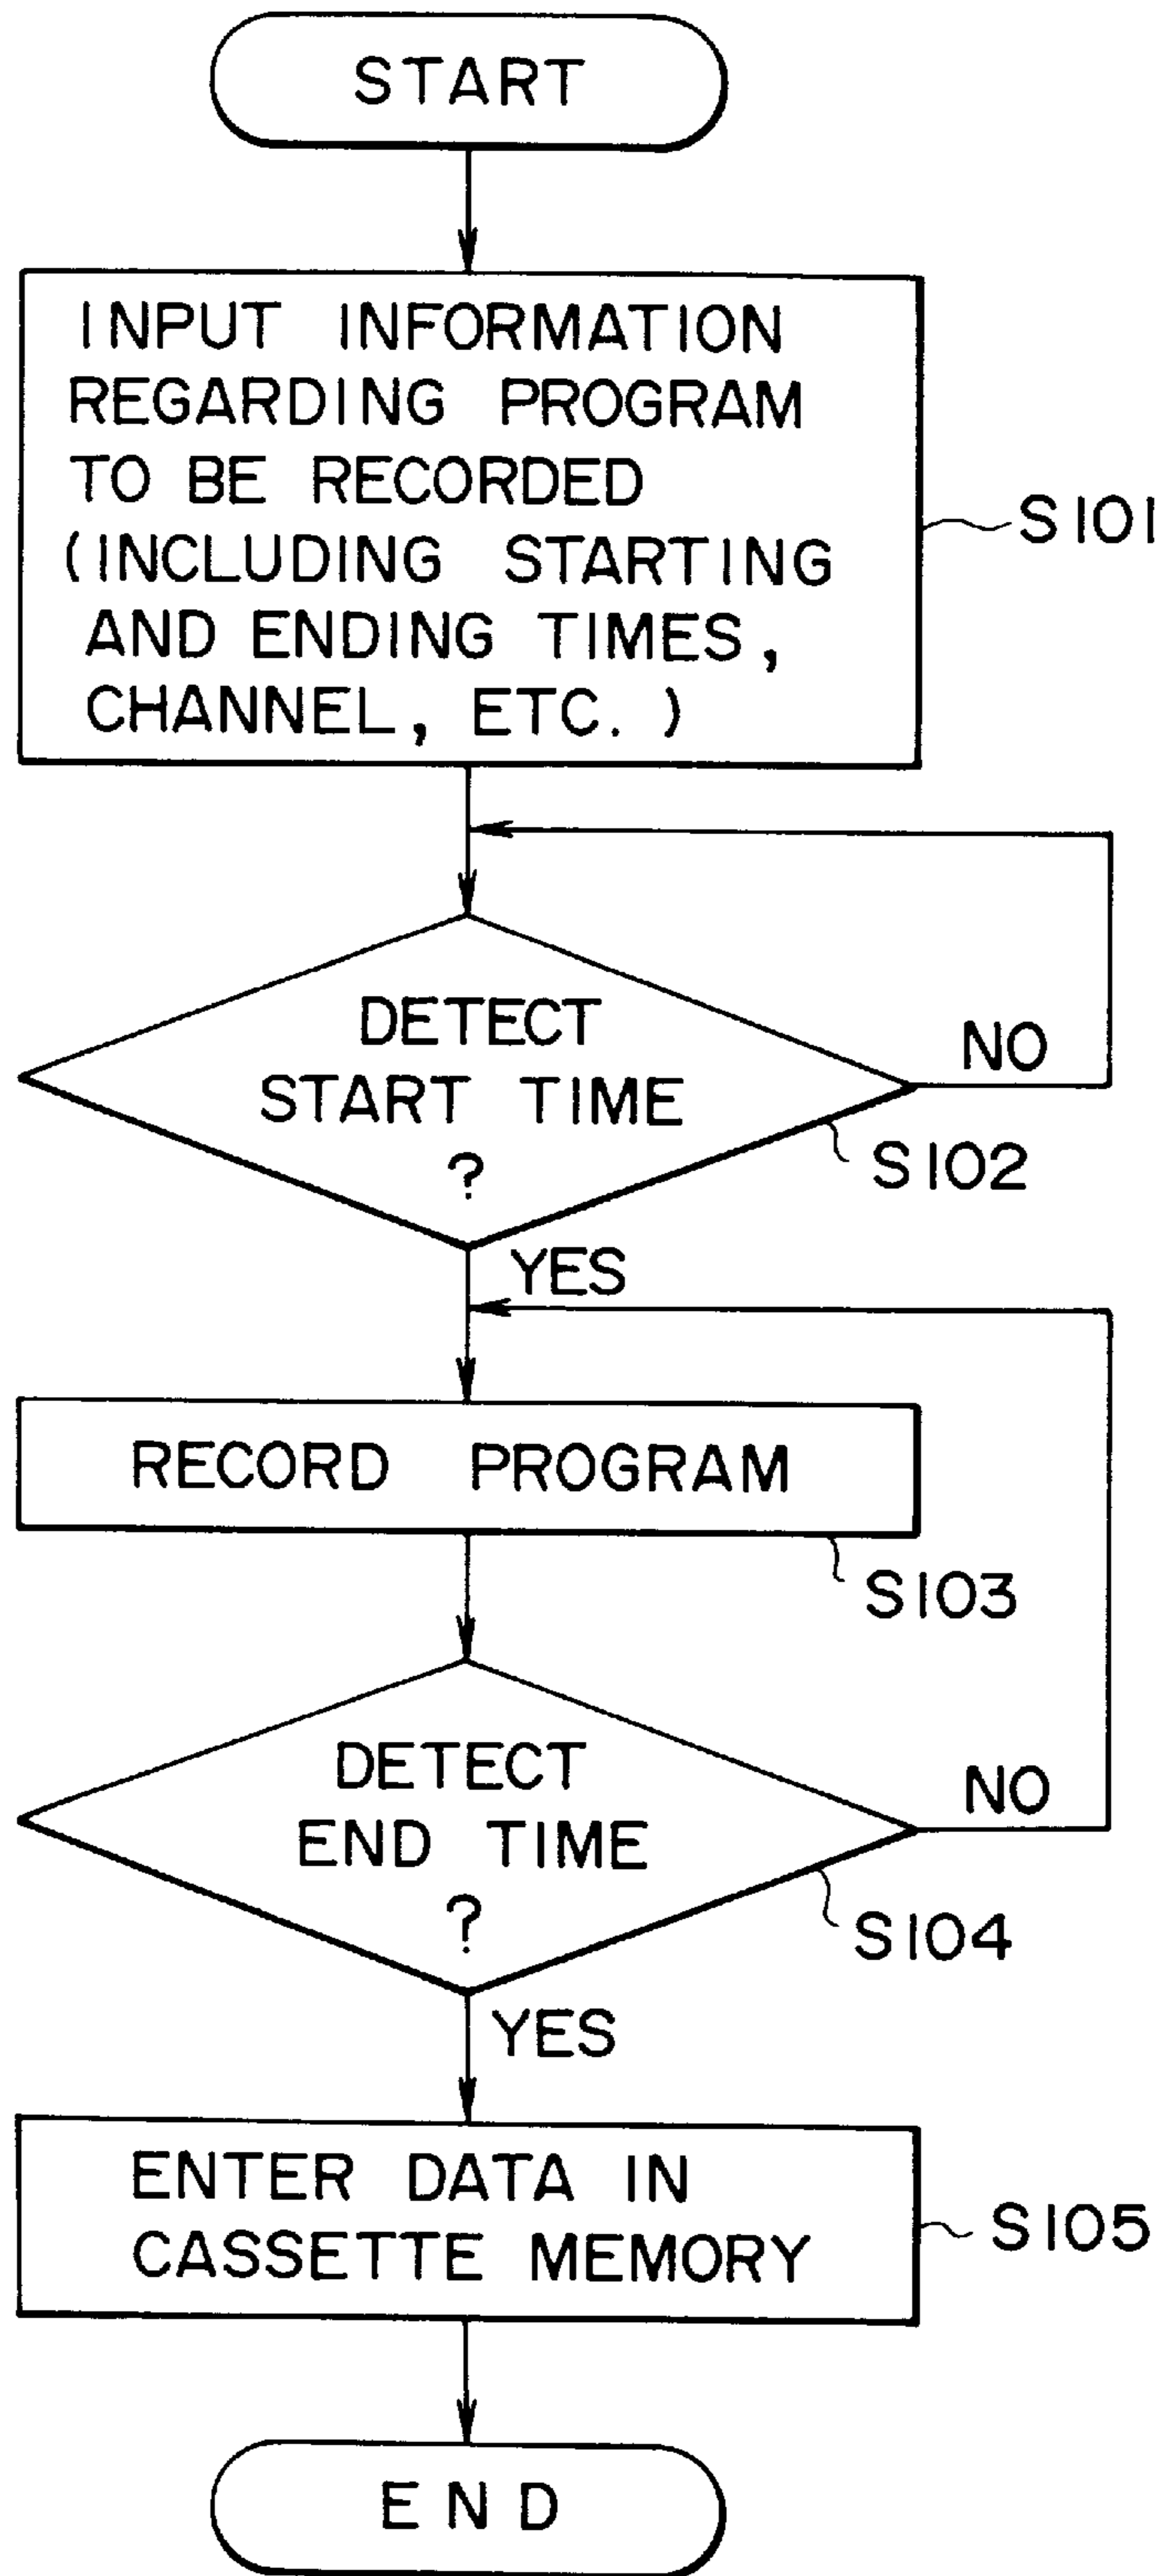 START
INPUT INFORMATION
REGARDING PROGRAM
TO BE RECORDED
(INCLUDING STARTING
AND ENDING TIMES,
CHANNEL, ETC. )
S101
DETECT
START TIME
?
NO
S102
YES
RECORD PROGRAM
S103
DETECT
END TIME
?
NO
S104
YES
ENTER DATA IN
CASSETTE MEMORY
S105
END